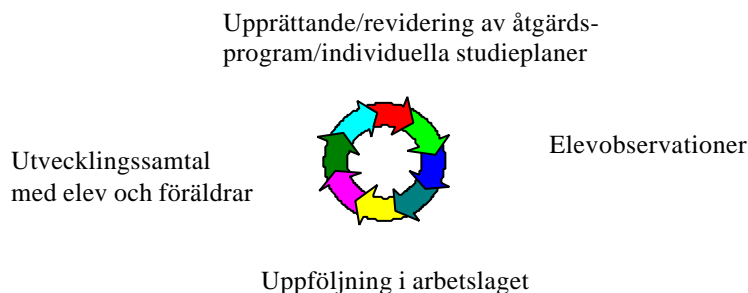 Upprättande/revidering av åtgärds-
program/individuella studieplaner
Elevobservationer
Utvecklingssamtal
med elev och föräldrar
Uppföljning i arbetslaget